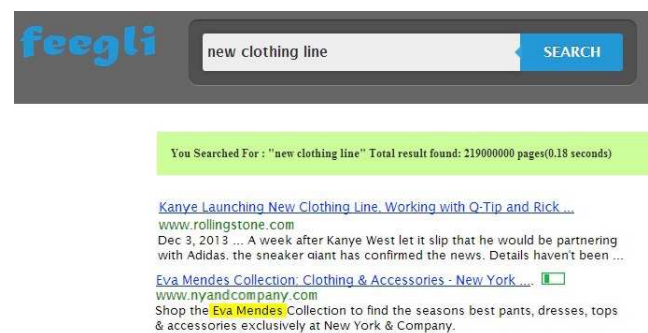 feegli
new clothing line
SEARCH
You Searched For : "new clothing line" Total result found: 219000000 pages(0.18 seconds)
Kanye Launching New Clothing Line, Working with Q-Tip and Rick ...
www.rollingstone.com
Dec 3, 2013 ... A week after Kanye West let it slip that he would be partnering
with Adidas. the sneaker giant has confirmed the news. Details haven't been ...
Eva Mendes Collection: Clothing & Accessories - New York ....
www.nyandcompany.com
Shop the Eva Mendes Collection to find the seasons best pants, dresses, tops
& accessories exclusively at New York & Company.